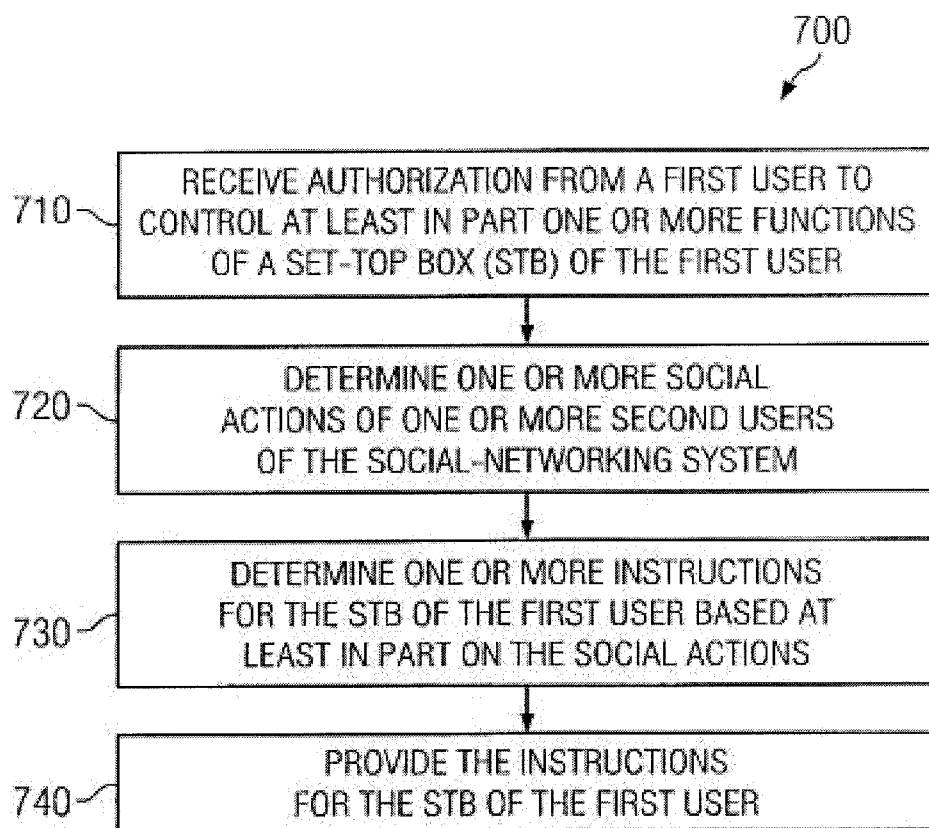 700
710
RECEIVE AUTHORIZATION FROM A FIRST USER TO
CONTROL AT LEAST IN PART ONE OR MORE FUNCTIONS
OF A SET-TOP BOX (STB) OF THE FIRST USER
720
DETERMINE ONE OR MORE SOCIAL
ACTIONS OF ONE OR MORE SECOND USERS
OF THE SOCIAL-NETWORKING SYSTEM
730
DETERMINE ONE OR MORE INSTRUCTIONS
FOR THE STB OF THE FIRST USER BASED AT
LEAST IN PART ON THE SOCIAL ACTIONS
740
PROVIDE THE INSTRUCTIONS
FOR THE STB OF THE FIRST USER